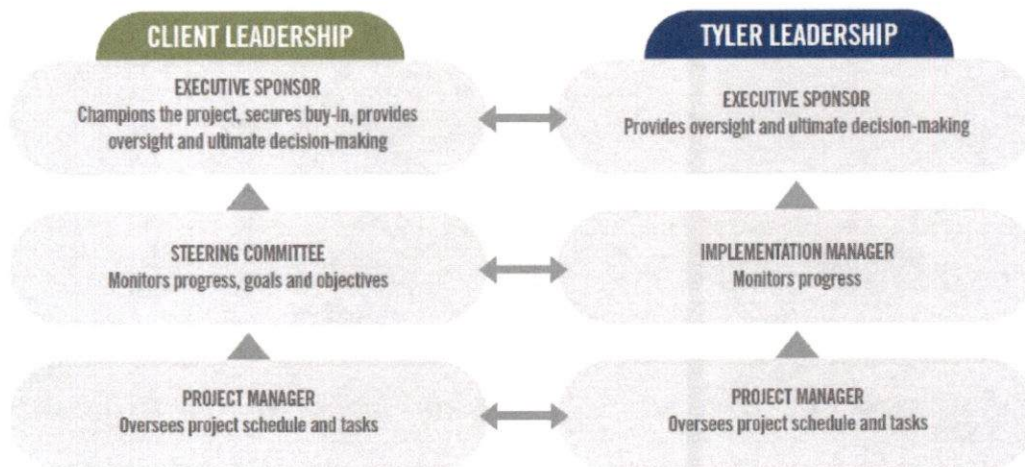 CLIENT LEADERSHIP
EXECUTIVE SPONSOR
Champions the project, secures buy-in, provides
oversight and ultimate decision-making
STEERING COMMITTEE
Monitors progress, goals and objectives
PROJECT MANAGER
Oversees project schedule and tasks
TYLER LEADERSHIP
EXECUTIVE SPONSOR
Provides oversight and ultimate decision-making
IMPLEMENTATION MANAGER
Monitors progress
PROJECT MANAGER
Oversees project schedule and tasks